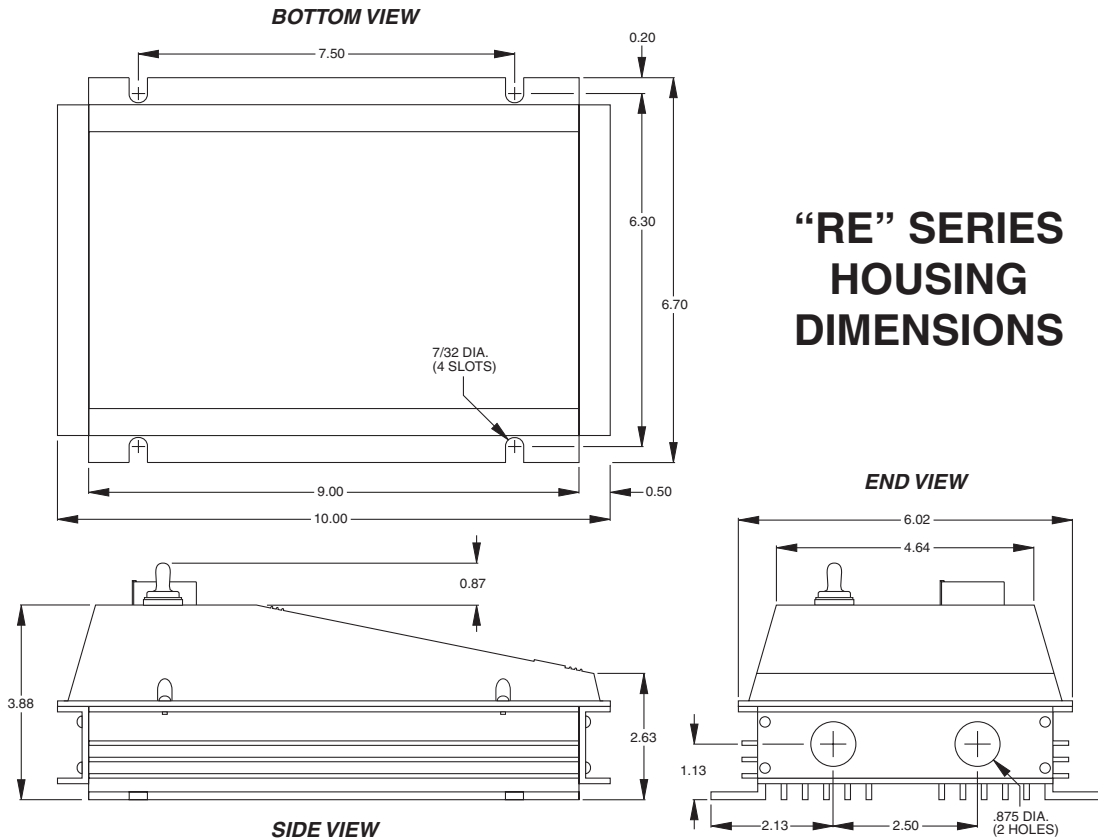 BOTTOM VIEW
7.50
0.20
6.30
6.70
“RE” SERIES
HOUSING
DIMENSIONS
7/32 DIA.
(4 SLOTS)
9.00
0.50
10.00
END VIEW
6.02
4.64
0.87
3.88
2.63
1.13
2.13
2.50
.875 DIA.
(2 HOLES)
SIDE VIEW